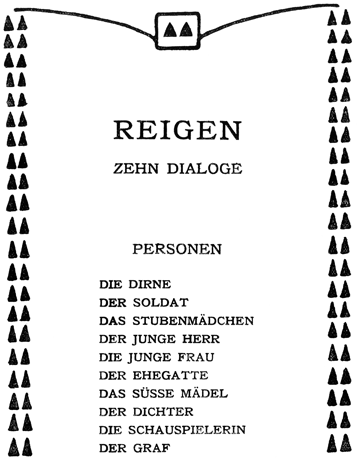 REIGEN
ZEHN DIALOGE
PERSONEN
DIE DIRNE
DER SOLDAT
DAS STUBENMÄDCHEN
DER JUNGE HERR
DIE JUNGE FRAU
DER EHEGATTE
DAS SÜSSE MÄDEL
DER DICHTER
DIE SCHAUSPIELERIN
DER GRAF